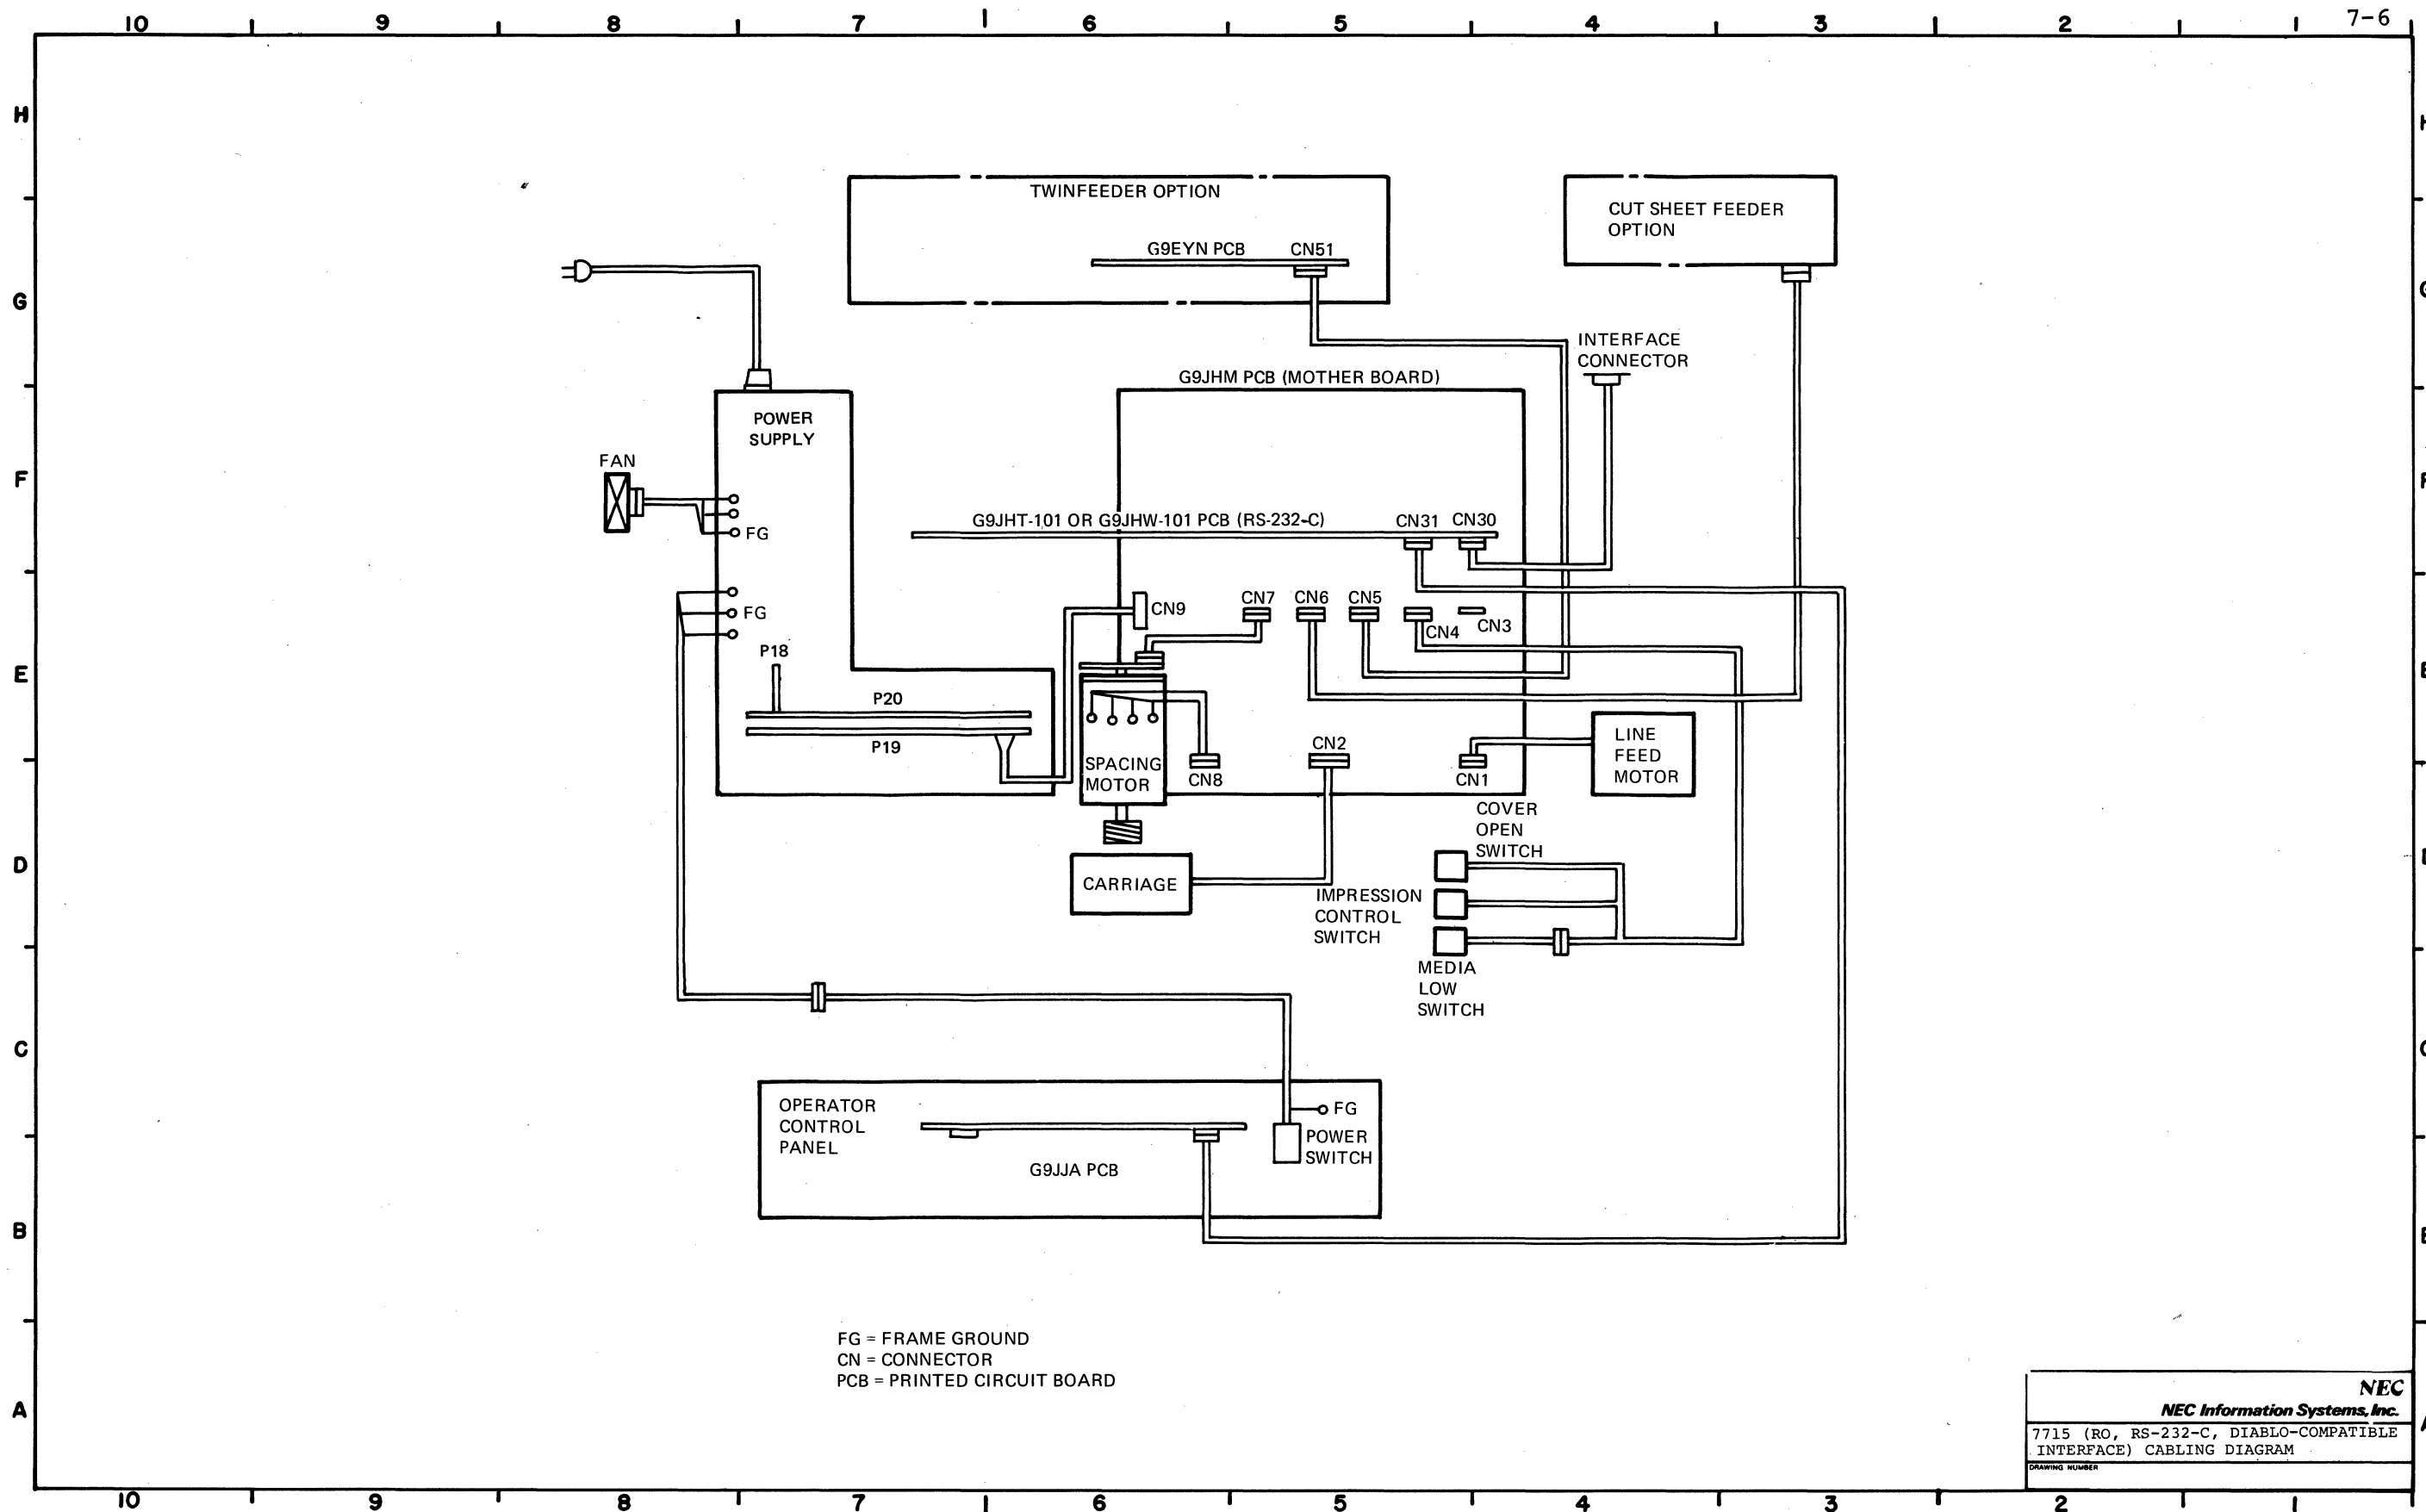 10 9 8 7 6 5 4 3 2 7-6
H
H
TWINFEEDER OPTION
CUT SHEET FEEDER
OPTION
G9EYN PCB CN51
G
INTERFACE
CONNECTOR
G9JHM PCB (MOTHER BOARD)
POWER
SUPPLY
FAN
F
G9JHT-101 OR G9JHW-101 PCB (RS-232-C) CN31 CN30
FG
CN9
CN7 CN6 CN5
CN4 CN3
FG
P18
E
P20
P19
CN2
LINE
FEED
MOTOR
SPACING
MOTOR
CN8
CN1
COVER
OPEN
SWITCH
D
CARRIAGE
IMPRESSION
CONTROL
SWITCH
MEDIA
LOW
SWITCH
C
OPERATOR
CONTROL
PANEL
FG
POWER
SWITCH
G9JJA PCB
B
FG = FRAME GROUND
CN = CONNECTOR
PCB = PRINTED CIRCUIT BOARD
A
NEC
NEC Information Systems, Inc.
7715 (RO, RS-232-C, DIABLO-COMPATIBLE
INTERFACE) CABLING DIAGRAM
DRAWING NUMBER
10 9 8 7 6 5 4 3 2